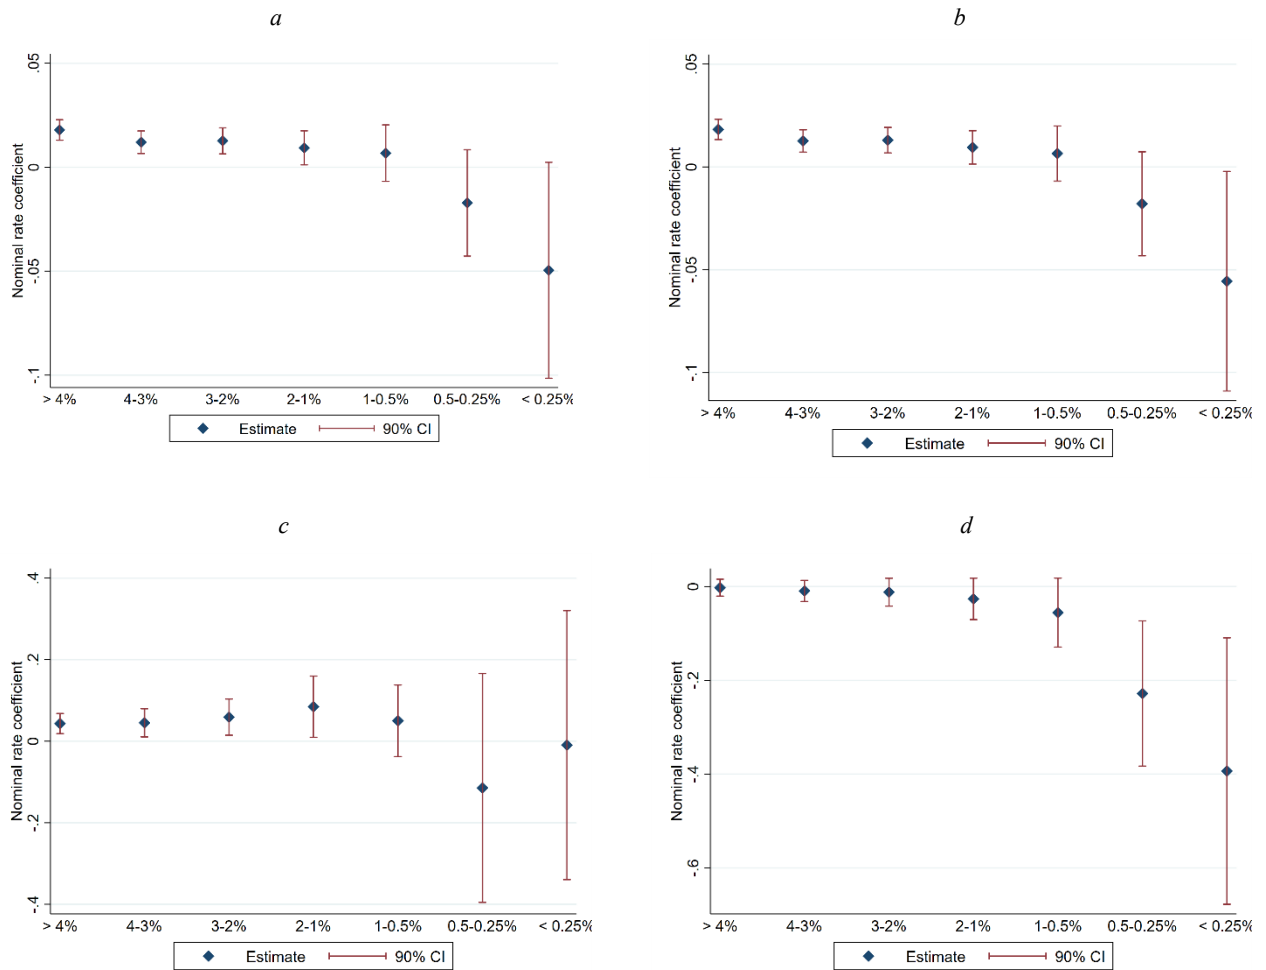 a
Nominal rate coefficient
.05
0
-.05
-.1
> 4% 4-3% 3-2% 2-1% 1-0.5% 0.5-0.25% < 0.25%
Estimate 90% CI
b
Nominal rate coefficient
.05
0
-.05
-.1
> 4% 4-3% 3-2% 2-1% 1-0.5% 0.5-0.25% < 0.25%
Estimate 90% CI
c
Nominal rate coefficient
.4
.2
0
-.2
-.4
> 4% 4-3% 3-2% 2-1% 1-0.5% 0.5-0.25% < 0.25%
Estimate 90% CI
d
Nominal rate coefficient
0
-.2
-.4
-.6
> 4% 4-3% 3-2% 2-1% 1-0.5% 0.5-0.25% < 0.25%
Estimate 90% CI